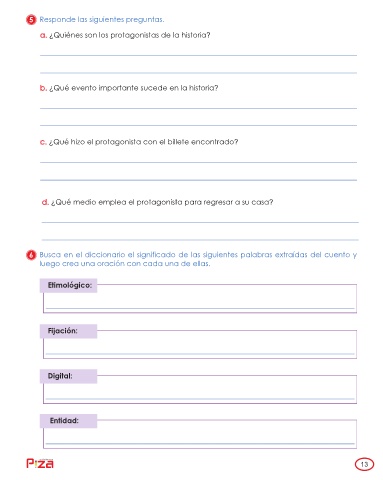 5 Responde las siguientes preguntas.
a. ¿Quiénes son los protagonistas de la historia?
b. ¿Qué evento importante sucede en la historia?
c. ¿Qué hizo el protagonista con el billete encontrado?
d. ¿Qué medio emplea el protagonista para regresar a su casa?
6 Busca en el diccionario el significado de las siguientes palabras extraídas del cuento y
luego crea una oración con cada una de ellas.
Etimológico:
Fijación:
Digital:
Entidad:
Piza
13